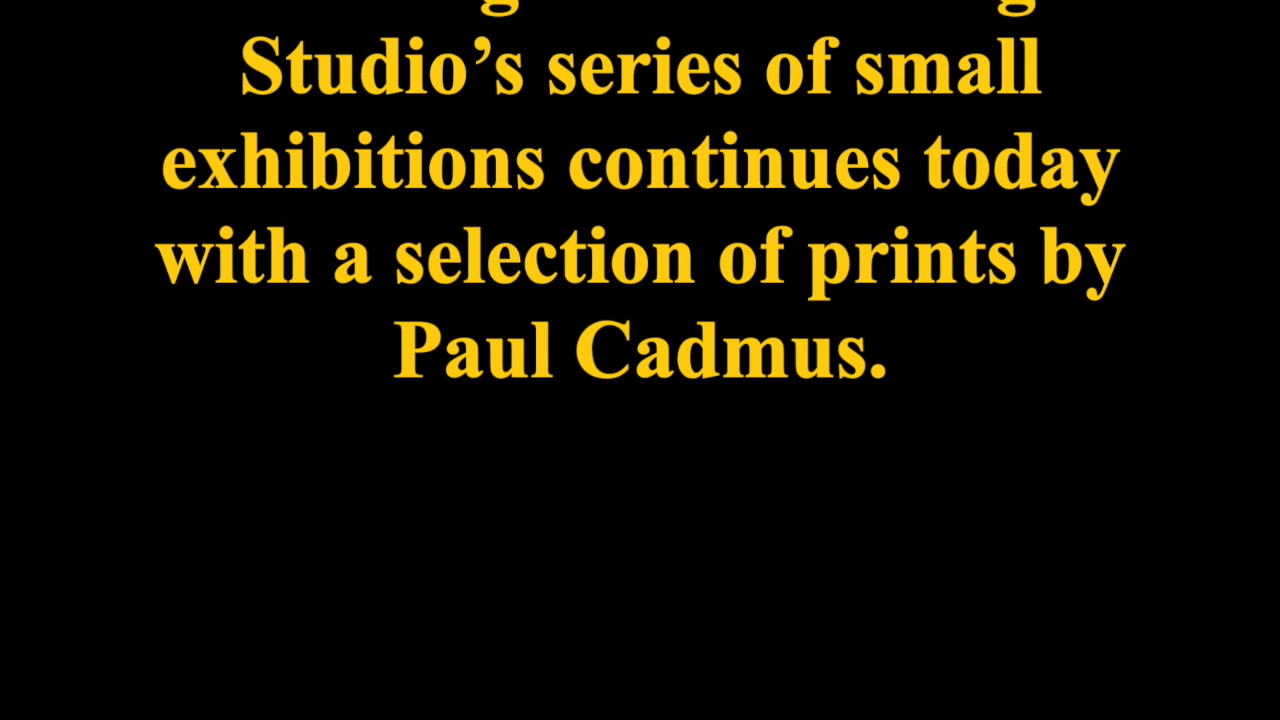 Studio’s series of small
exhibitions continues today
with a selection of prints by
Paul Cadmus.